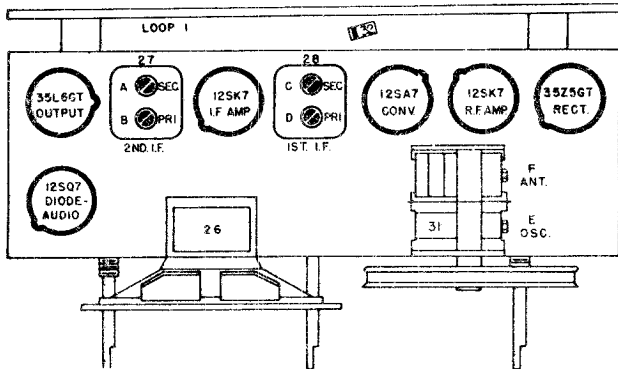 LOOP 1
27
28
35L6GT
OUTPUT
A SEC
B PRI
2ND. I.F.
12SK7
I.F AMP
C SEC
D PRI
1ST. I.F.
12SA7
CONV.
12SK7
R.F. AMP
35Z5GT
RECT.
12SQ7
DIODE-
AUDIO
26
31
F
ANT.
E
OSC.